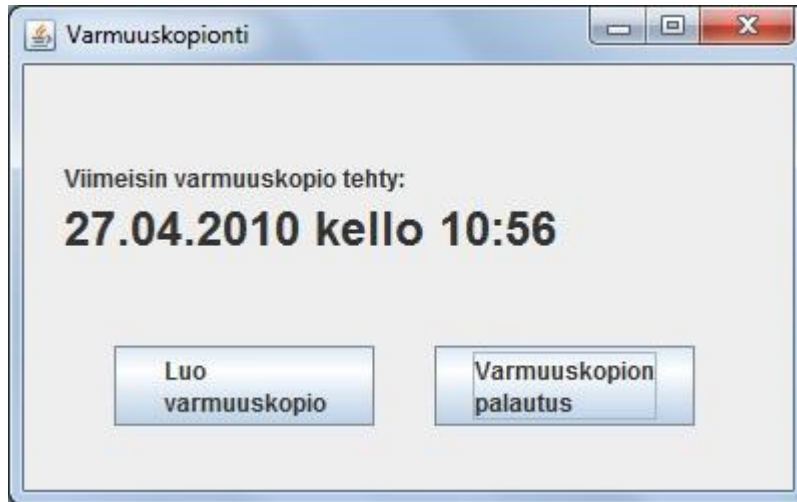 Varmuuskopionti
Viimeisin varmuuskopio tehty:
27.04.2010 kello 10:56
Luo
varmuuskopio
Varmuuskopion
palautus